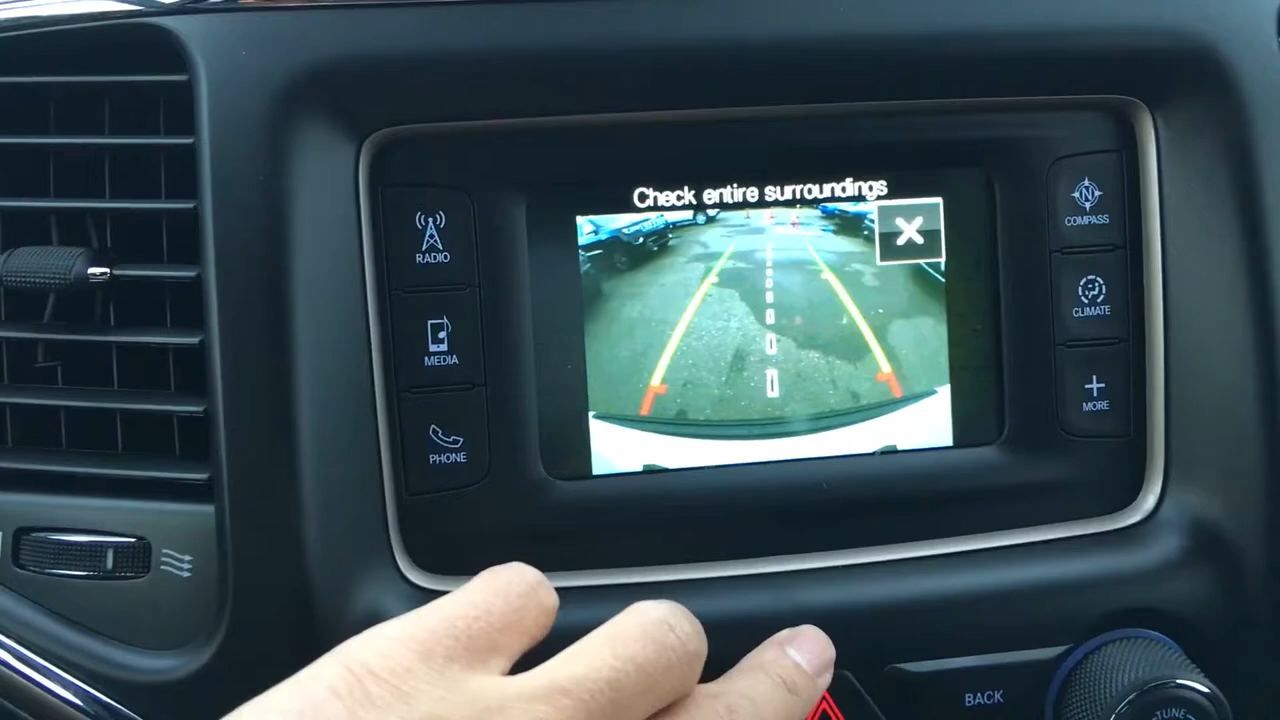 Check entire surroundings
RADIO
MEDIA
PHONE
N
COMPASS
CLIMATE
MORE
BACK
TUNE